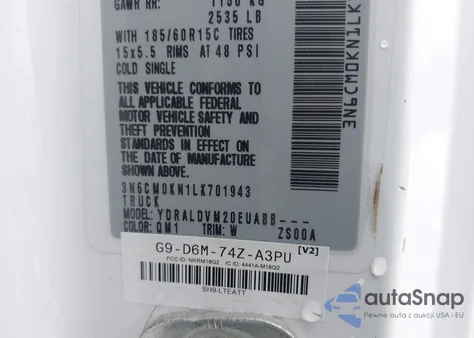 GAWR RR: 1150 KG
2535 LB
WITH 185/60R15C TIRES
15x5.5 RIMS AT 48 PSI
COLD SINGLE
THIS VEHICLE CONFORMS TO
ALL APPLICABLE FEDERAL
MOTOR VEHICLE SAFETY AND
THEFT PREVENTION
STANDARDS IN EFFECT ON THE
DATE OF MANUFACTURE SHOWN
ABOVE.
3N6CM0KN1LK701943
TRUCK
MODEL: YDRALDVM20EUABB---
COLOR: QM1 TRIM: W ZS00A
3N6CM0KN1LK
G9-D6M-74Z-A3PU [V2]
FCC ID: NKRM18Q2 IC ID: 4441A-M18Q2
SH9-LTEATT
autoSnap
Pewne auta z aukcji USA i EU